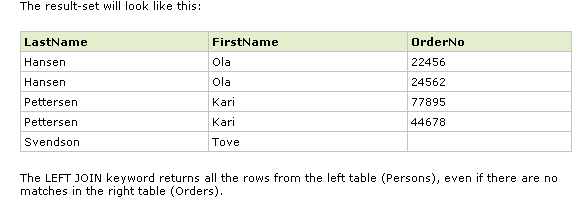 The result-set will look like this:
LastName FirstName OrderNo
Hansen Ola 22456
Hansen Ola 24562
Pettersen Kari 77895
Pettersen Kari 44678
Svendson Tove
The LEFT JOIN keyword returns all the rows from the left table (Persons), even if there are no
matches in the right table (Orders).